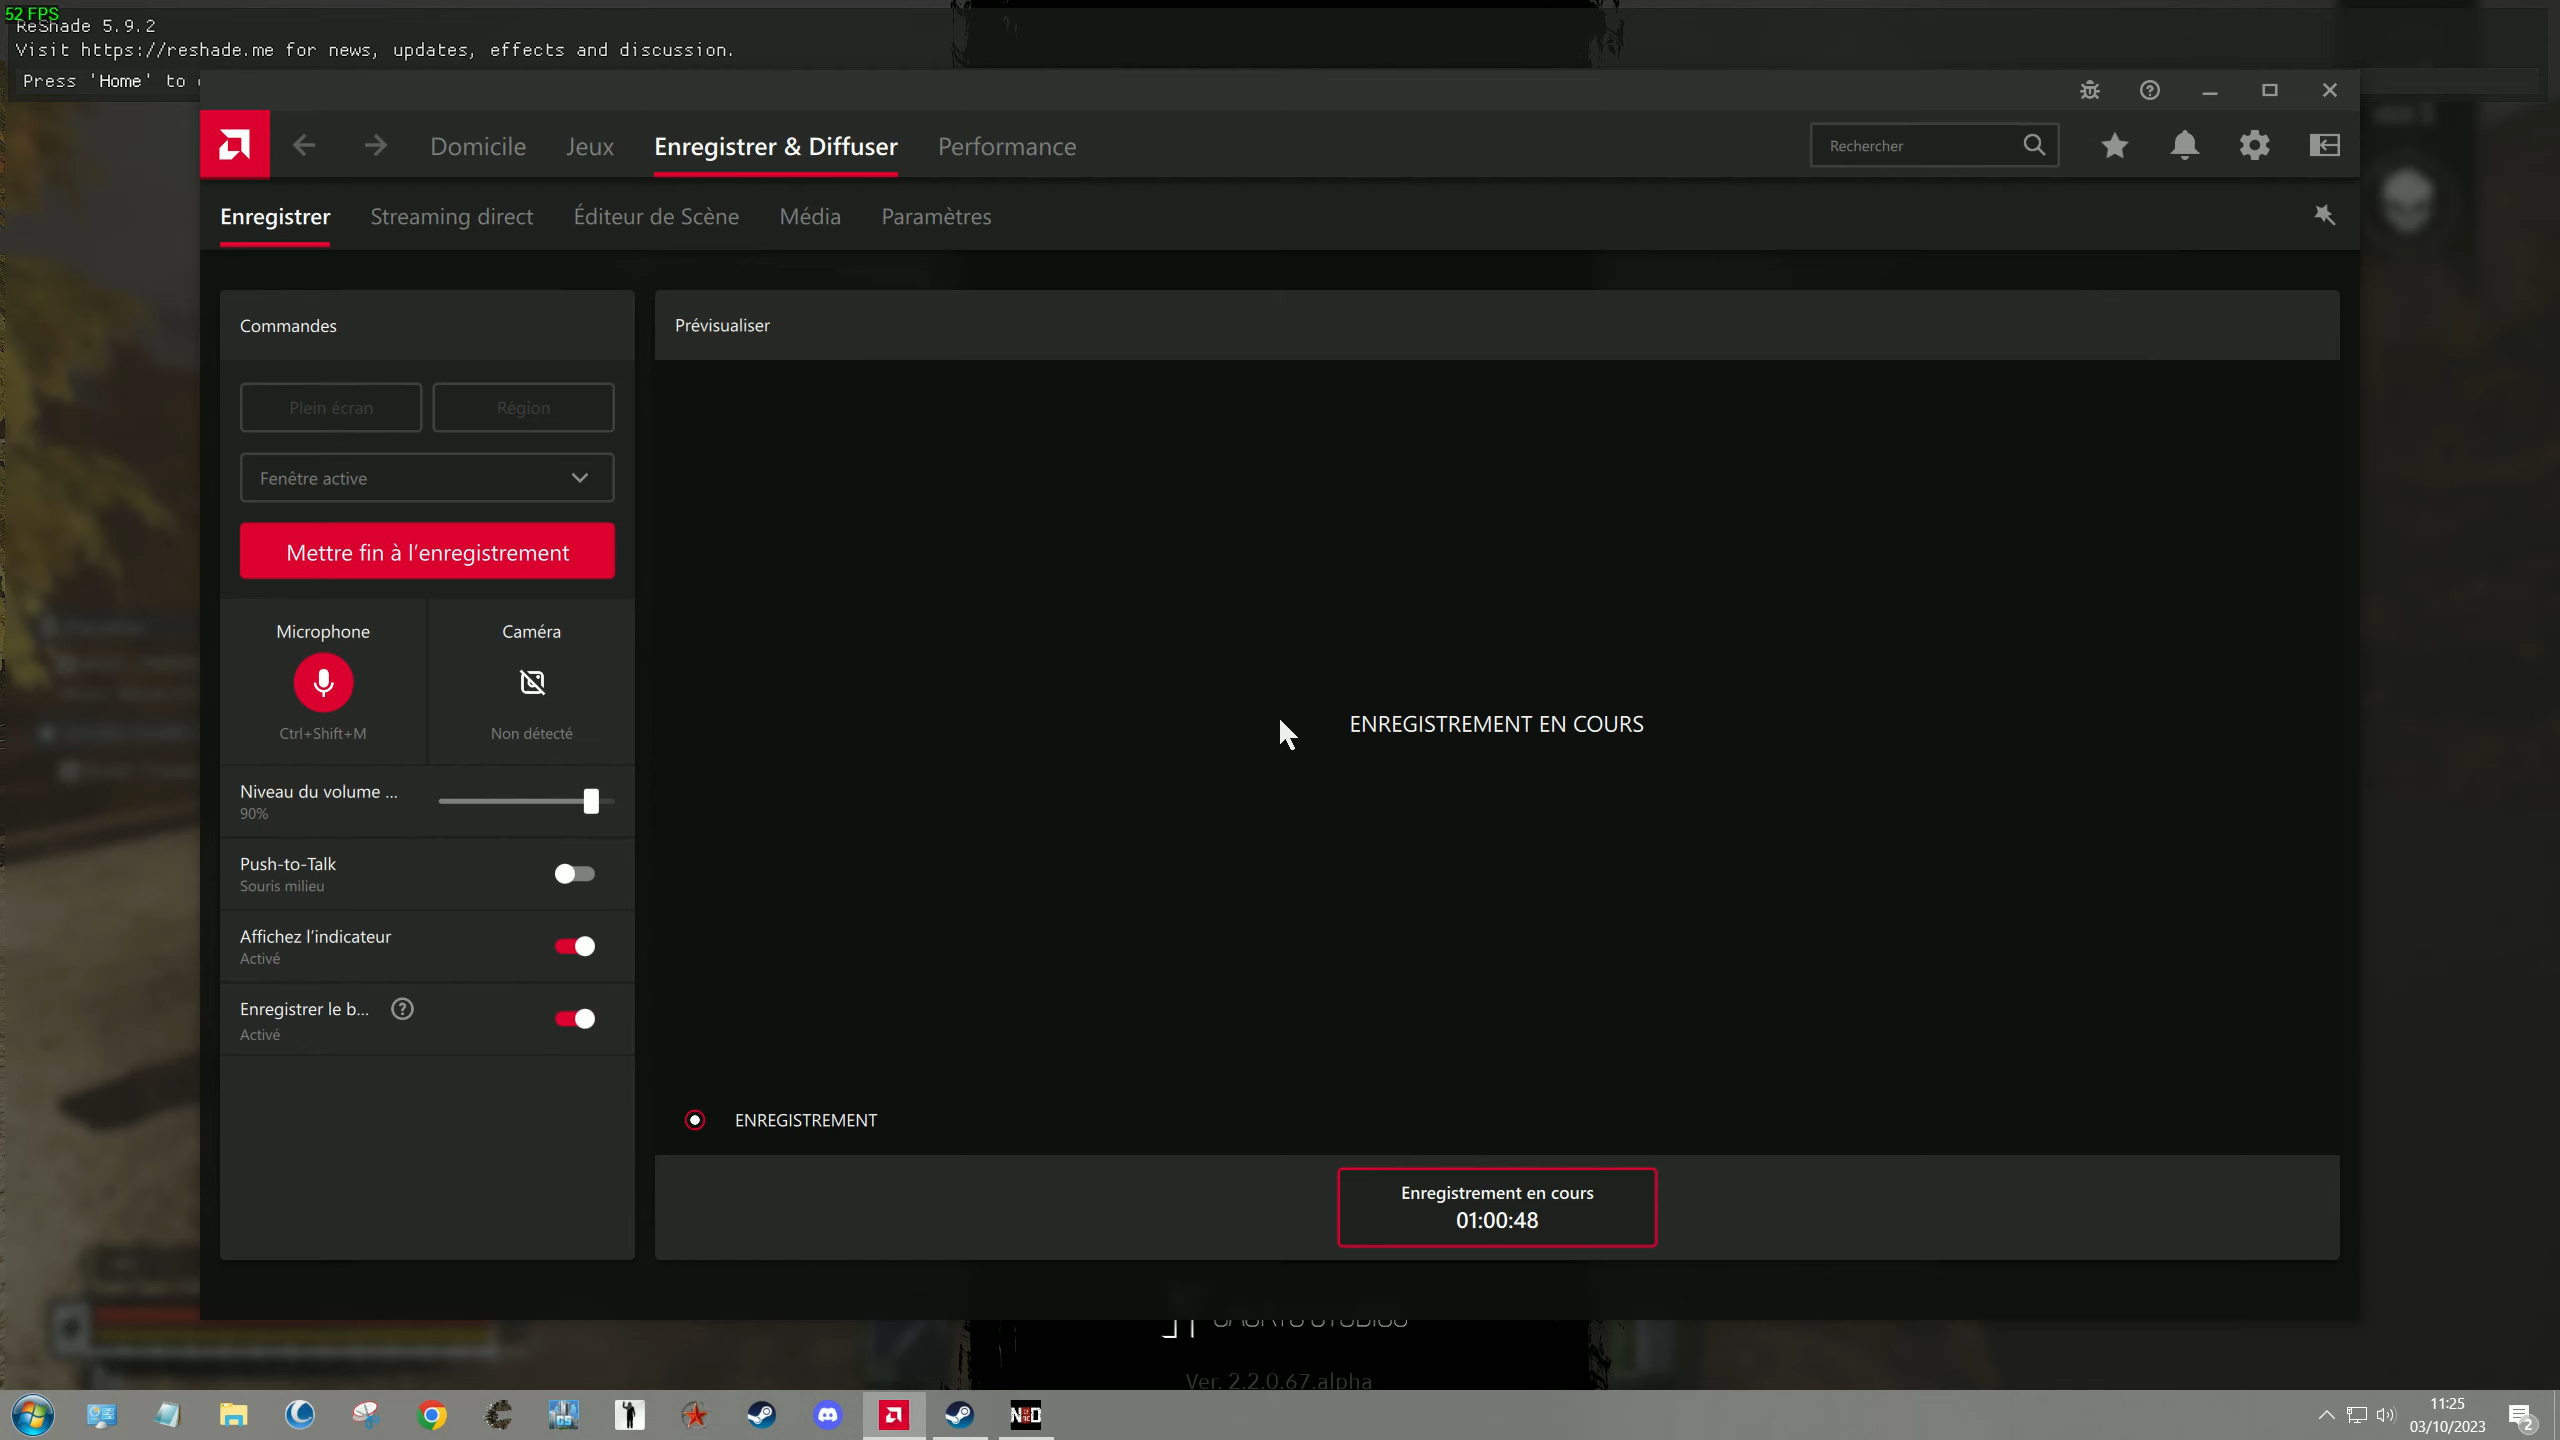 52 FPS
ReShade 5.9.2
Visit https://reshade.me for news, updates, effects and discussion.
Press 'Home' to
Domicile
Jeux
Enregistrer & Diffuser
Performance
Rechercher
Enregistrer
Streaming direct
Éditeur de Scène
Média
Paramètres
Commandes
Prévisualiser
Plein écran
Région
Fenêtre active
Mettre fin à l'enregistrement
Microphone
Caméra
Ctrl+Shift+M
Non détecté
ENREGISTREMENT EN COURS
Niveau du volume ...
90%
Push-to-Talk
Souris milieu
Affichez l'indicateur
Activé
Enregistrer le b...
Activé
ENREGISTREMENT
Enregistrement en cours
01:00:48
Ver. 2.2.0.67.alpha
11:25
03/10/2023
2